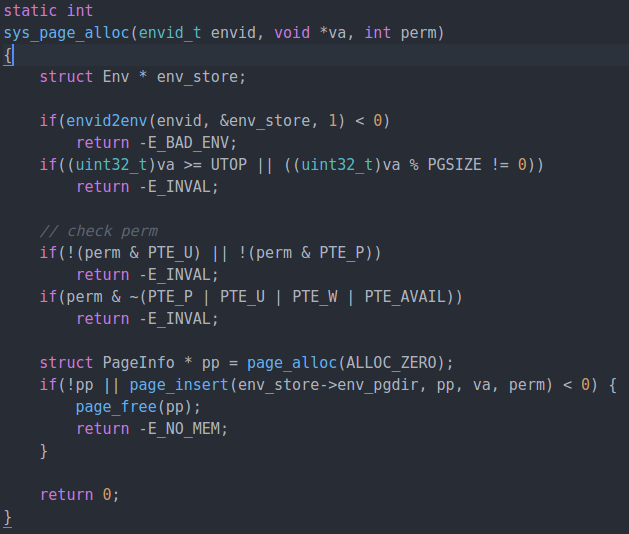 static int
sys_page_alloc(envid_t envid, void *va, int perm)
{
    struct Env * env_store;

    if(envid2env(envid, &env_store, 1) < 0)
        return -E_BAD_ENV;
    if((uint32_t)va >= UTOP || ((uint32_t)va % PGSIZE != 0))
        return -E_INVAL;

    // check perm
    if(!(perm & PTE_U) || !(perm & PTE_P))
        return -E_INVAL;
    if(perm & ~(PTE_P | PTE_U | PTE_W | PTE_AVAIL))
        return -E_INVAL;

    struct PageInfo * pp = page_alloc(ALLOC_ZERO);
    if(!pp || page_insert(env_store->env_pgdir, pp, va, perm) < 0) {
        page_free(pp);
        return -E_NO_MEM;
    }

    return 0;
}